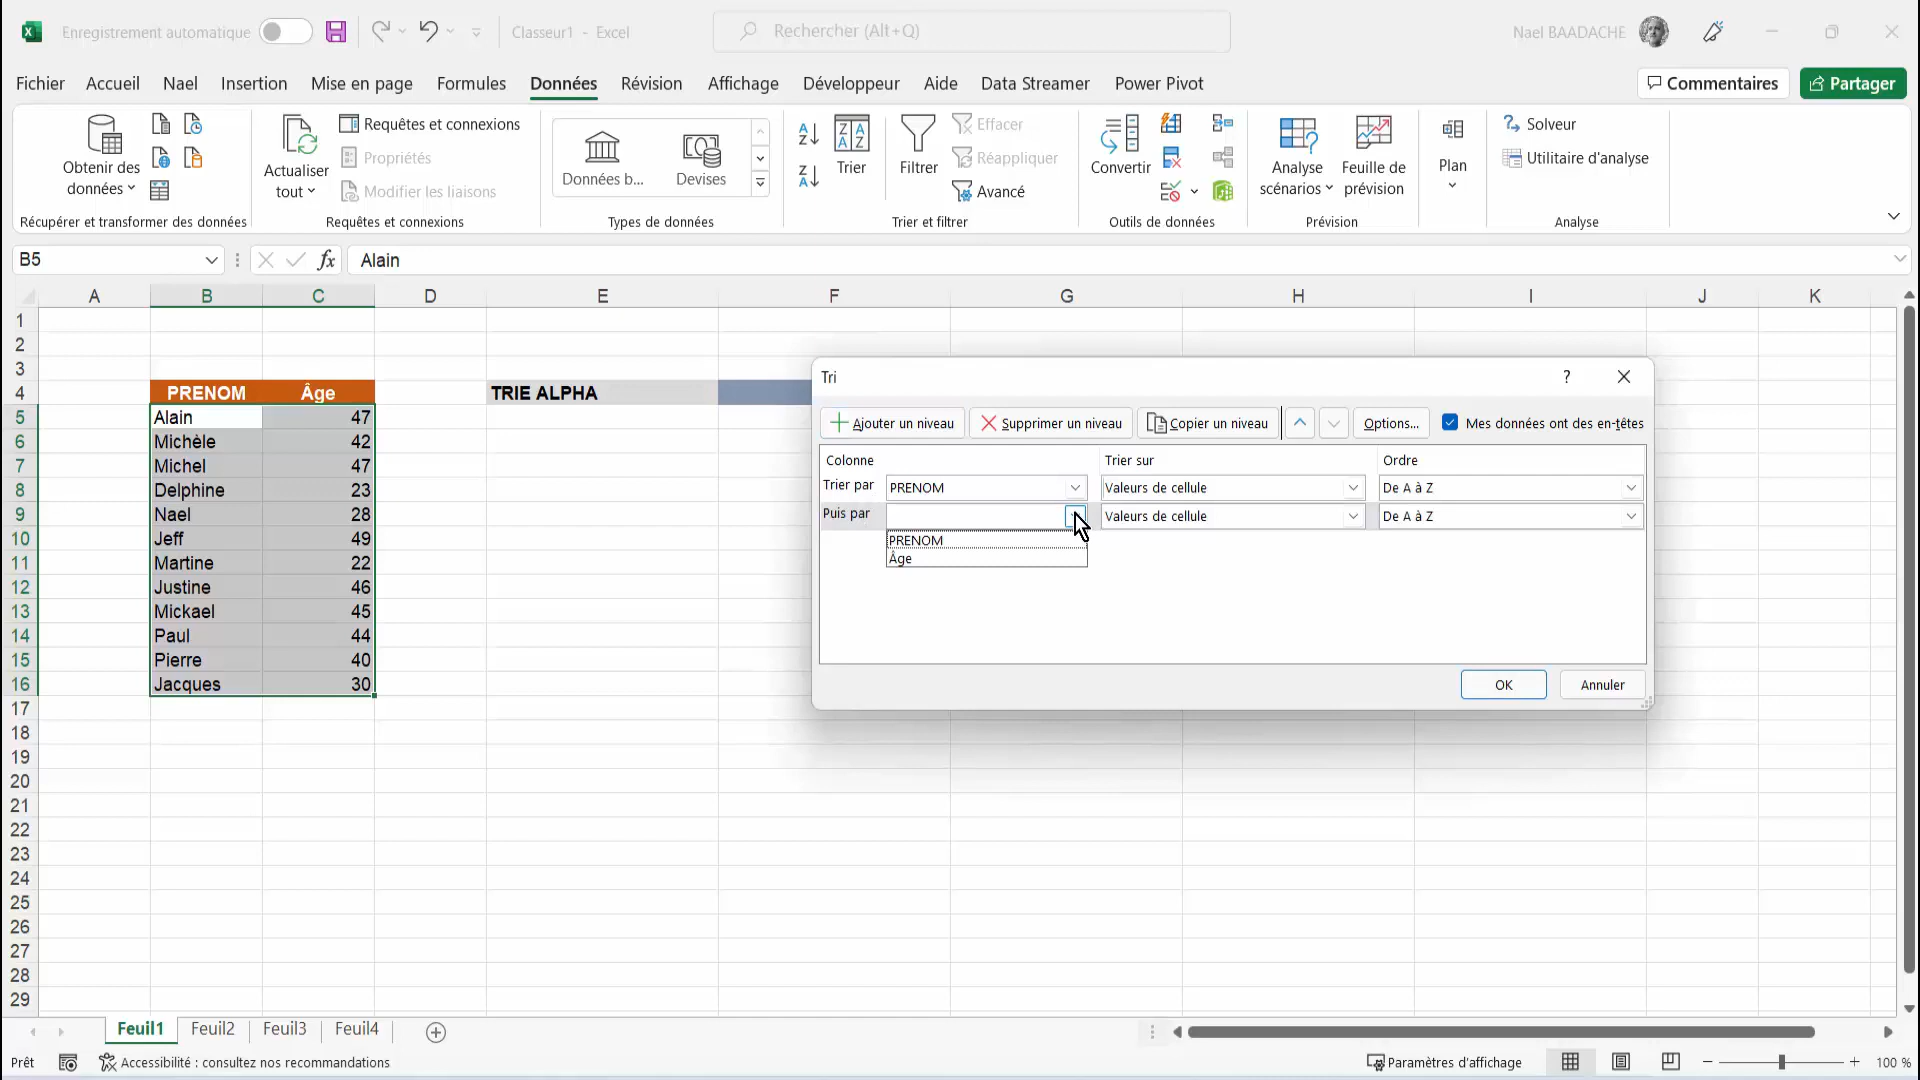 Enregistrement automatique
Classeur1 - Excel
Rechercher (Alt+Q)
Nael BAADACHE
Fichier Accueil Nael Insertion Mise en page Formules Données Révision Affichage Développeur Aide Data Streamer Power Pivot
Commentaires
Partager
Obtenir des données
Récupérer et transformer des données
Actualiser tout
Requêtes et connexions
Propriétés
Modifier les liaisons
Requêtes et connexions
Données b...
Devises
Types de données
Trier
Filtrer
Effacer
Réappliquer
Avancé
Trier et filtrer
Convertir
Outils de données
Analyse scénarios
Feuille de prévision
Prévision
Plan
Solveur
Utilitaire d'analyse
Analyse
B5
fx
Alain
A B C D E F G H I J K
1
2
3
4 PRENOM Âge TRIE ALPHA
5 Alain 47
6 Michèle 42
7 Michel 47
8 Delphine 23
9 Nael 28
10 Jeff 49
11 Martine 22
12 Justine 46
13 Mickael 45
14 Paul 44
15 Pierre 40
16 Jacques 30
17
18
19
20
21
22
23
24
25
26
27
28
29
Tri
?
Ajouter un niveau
Supprimer un niveau
Copier un niveau
Options...
Mes données ont des en-têtes
Colonne Trier sur Ordre
Trier par PRENOM Valeurs de cellule De A à Z
Puis par Valeurs de cellule De A à Z
PRENOM
Âge
OK
Annuler
Feuil1 Feuil2 Feuil3 Feuil4
Prêt
Accessibilité : consultez nos recommandations
Paramètres d'affichage
100 %